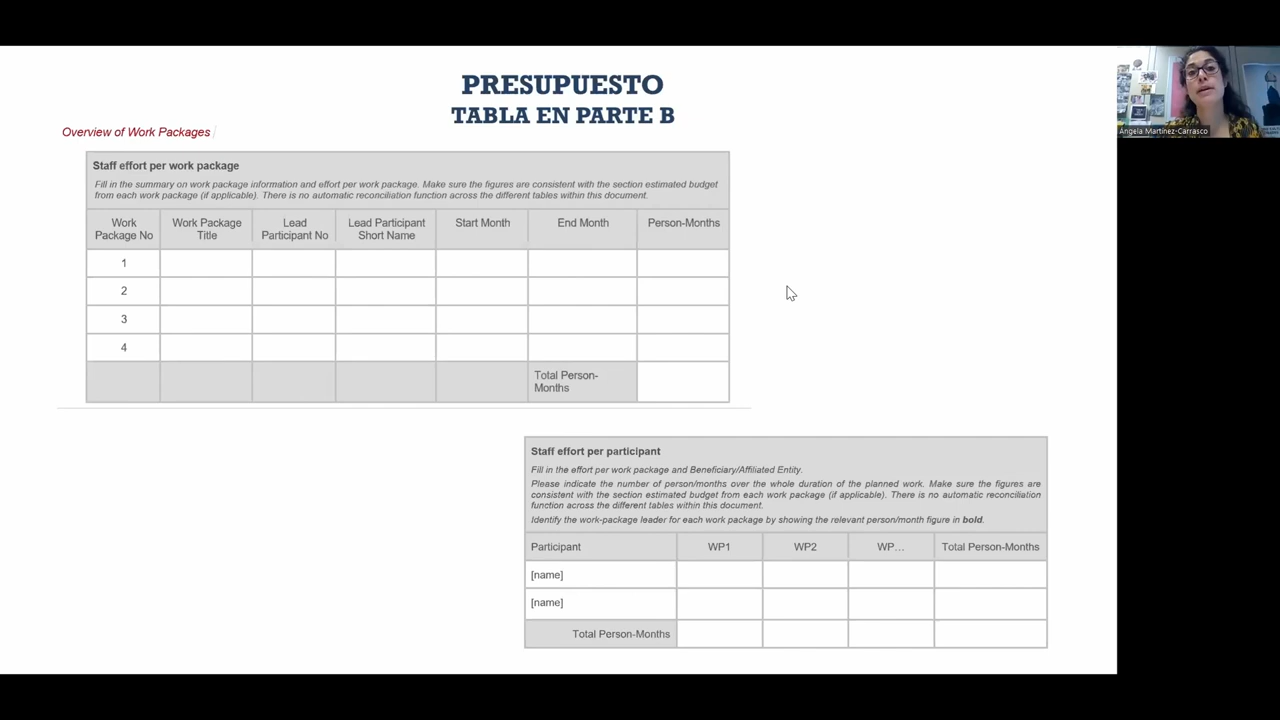 PRESUPUESTO
TABLA EN PARTE B
Overview of Work Packages
Staff effort per work package
Fill in the summary on work package information and effort per work package. Make sure the figures are consistent with the section estimated budget
from each work package (if applicable). There is no automatic reconciliation function across the different tables within this document.
Work Package No
Work Package Title
Lead Participant No
Lead Participant Short Name
Start Month
End Month
Person-Months
1
2
3
4
Total Person-Months
Staff effort per participant
Fill in the effort per work package and Beneficiary/Affiliated Entity.
Please indicate the number of person/months over the whole duration of the planned work. Make sure the figures are
consistent with the section estimated budget from each work package (if applicable). There is no automatic reconciliation
function across the different tables within this document.
Identify the work-package leader for each work package by showing the relevant person/month figure in bold.
Participant WP1 WP2 WP… Total Person-Months
[name]
[name]
Total Person-Months
Ángela Martínez-Carrasco